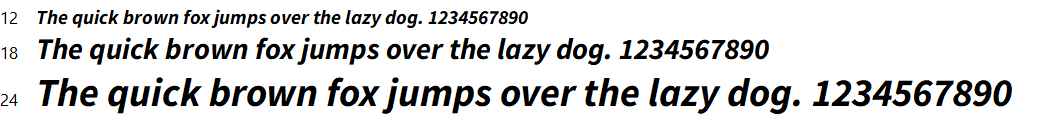 12 The quick brown fox jumps over the lazy dog. 1234567890
18 The quick brown fox jumps over the lazy dog. 1234567890
24 The quick brown fox jumps over the lazy dog. 1234567890